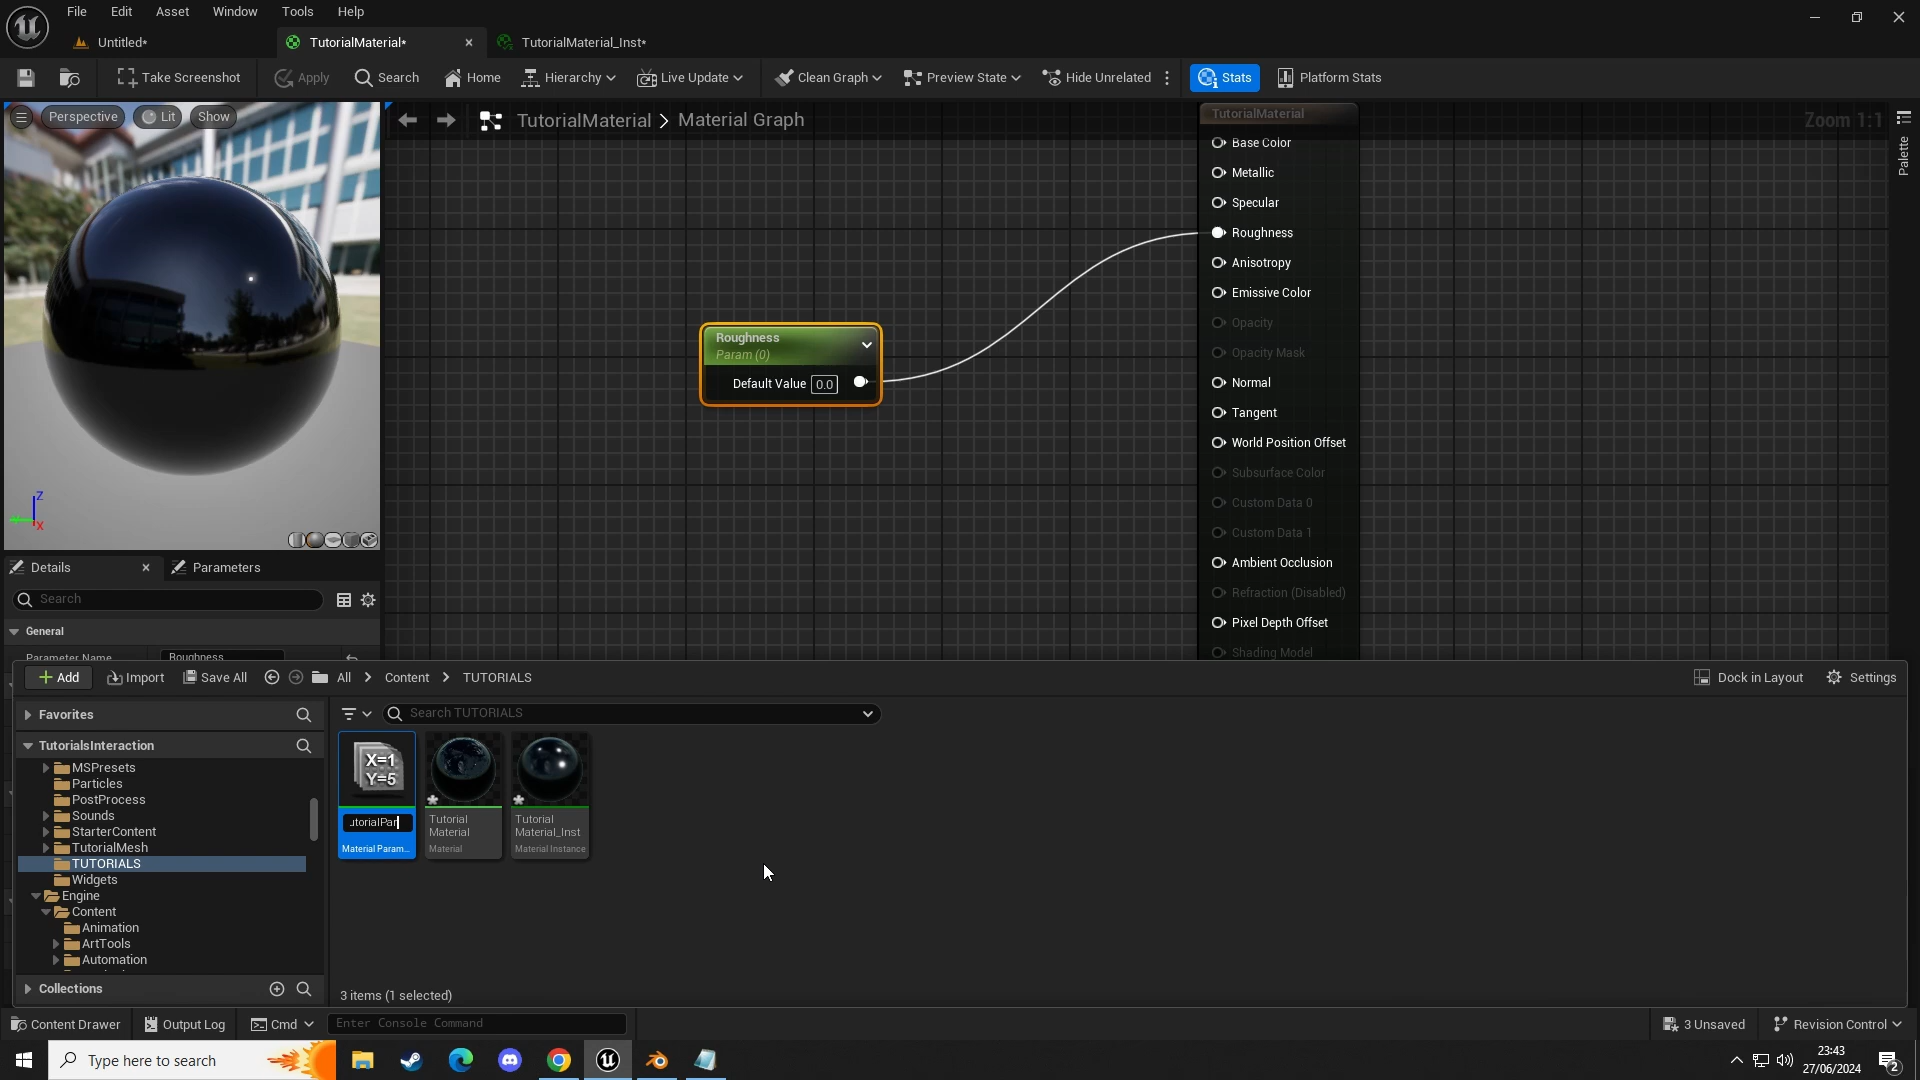 File Edit Asset Window Tools Help
Untitled* TutorialMaterial* TutorialMaterial_Inst*
Take Screenshot Apply Search Home Hierarchy Live Update Clean Graph Preview State Hide Unrelated Stats Platform Stats
Perspective Lit Show
TutorialMaterial > Material Graph
Zoom 1:1
Palette
TutorialMaterial
Base Color
Metallic
Specular
Roughness
Anisotropy
Emissive Color
Opacity
Opacity Mask
Normal
Tangent
World Position Offset
Subsurface Color
Custom Data 0
Custom Data 1
Ambient Occlusion
Refraction (Disabled)
Pixel Depth Offset
Shading Model
Roughness
Param (0)
Default Value 0.0
Z
X
Details Parameters
Search
General
Parameter Name Roughness
Add Import Save All All > Content > TUTORIALS
Dock in Layout Settings
Favorites
Search TUTORIALS
TutorialsInteraction
MSPresets
Particles
PostProcess
Sounds
StarterContent
TutorialMesh
TUTORIALS
Widgets
Engine
Content
Animation
ArtTools
Automation
Collections
X=1
Y=5
utorialPar
Material Param...
Tutorial
Material
Material
Tutorial
Material_Inst
Material Instance
3 items (1 selected)
Content Drawer Output Log Cmd Enter Console Command
3 Unsaved Revision Control
Type here to search
23:43
27/06/2024
2